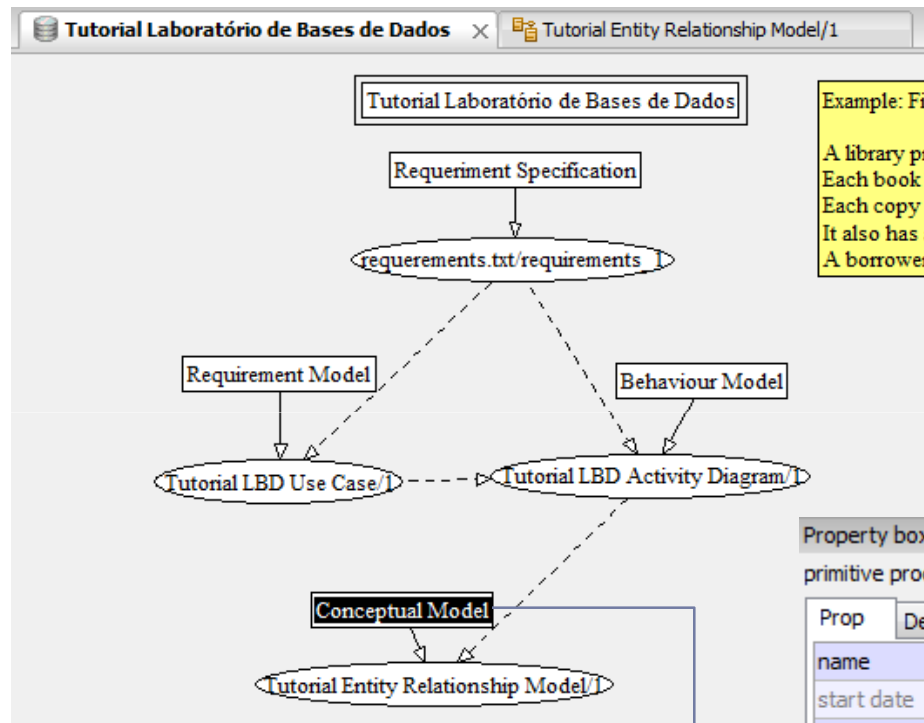 Tutorial Laboratório de Bases de Dados
Tutorial Entity Relationship Model/1
Tutorial Laboratório de Bases de Dados
Example:
Requeriment Specification
A library
Each book
Each copy
It also has
A
requerements.txt/requirements_1
Requirement Model
Behaviour Model
Tutorial LBD Use Case/1
Tutorial LBD Activity Diagram/1
Property box
primitive
Conceptual Model
Prop
name
Tutorial Entity Relationship Model/1
start date